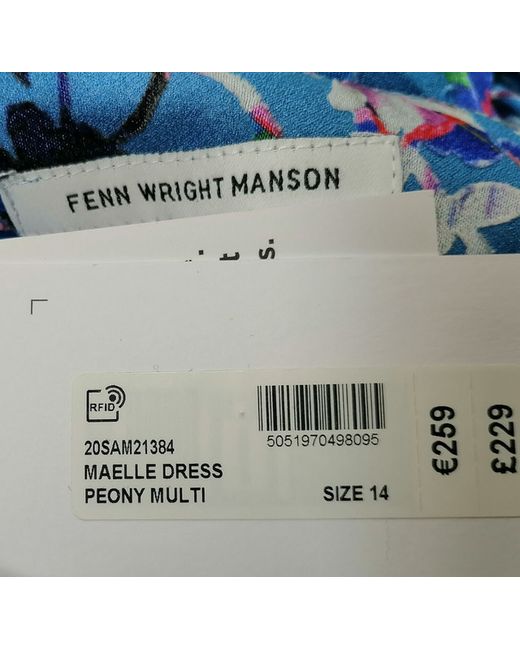 FENN WRIGHT MANSON
t s.
RFID
5051970498095
20SAM21384
MAELLE DRESS
PEONY MULTI
SIZE 14
€259
£229